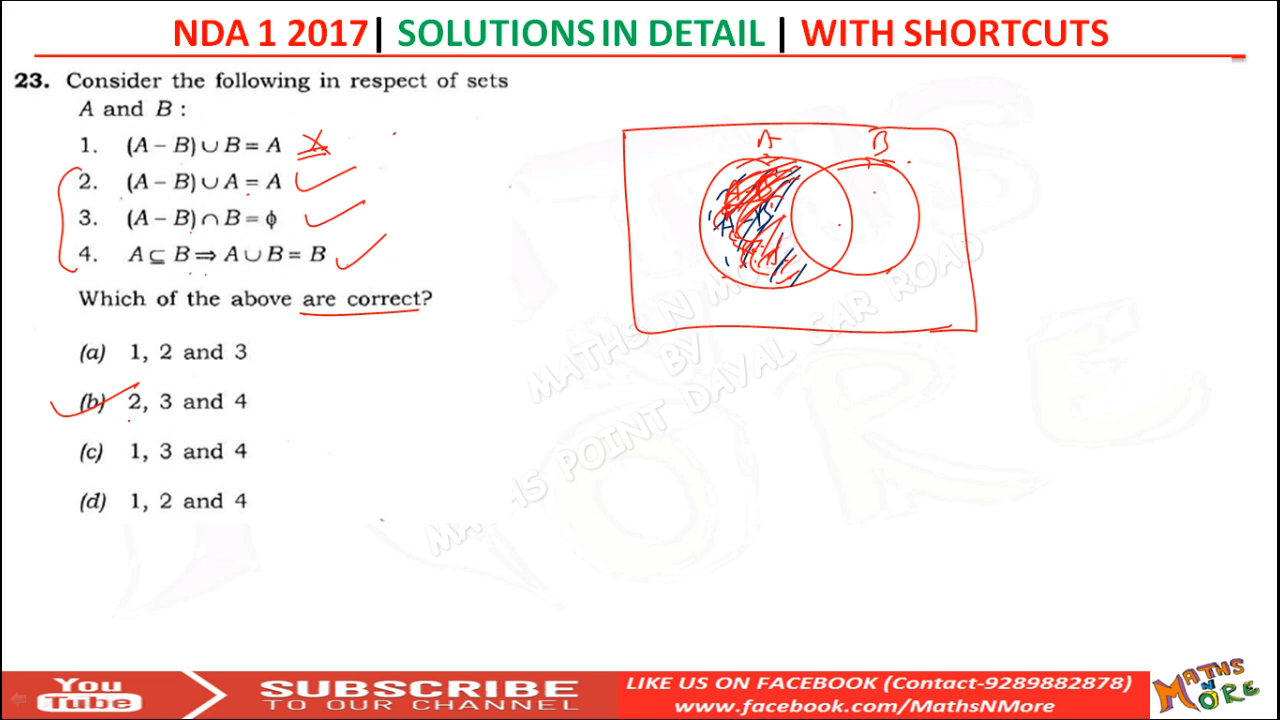 NDA 1 2017| SOLUTIONS IN DETAIL | WITH SHORTCUTS
23. Consider the following in respect of sets
A and B :
1. (A – B) ∪ B = A
2. (A – B) ∪ A = A
3. (A – B) ∩ B = ϕ
4. A ⊆ B ⇒ A ∪ B = B
Which of the above are correct?
(a) 1, 2 and 3
(b) 2, 3 and 4
(c) 1, 3 and 4
(d) 1, 2 and 4
A B
A-B
MATHS N MORE
BY
MATHS POINT DAYAL SAR ROAD
You
Tube
SUBSCRIBE
TO OUR CHANNEL
LIKE US ON FACEBOOK (Contact-9289882878)
www.facebook.com/MathsNMore
MATHS
N
MORE